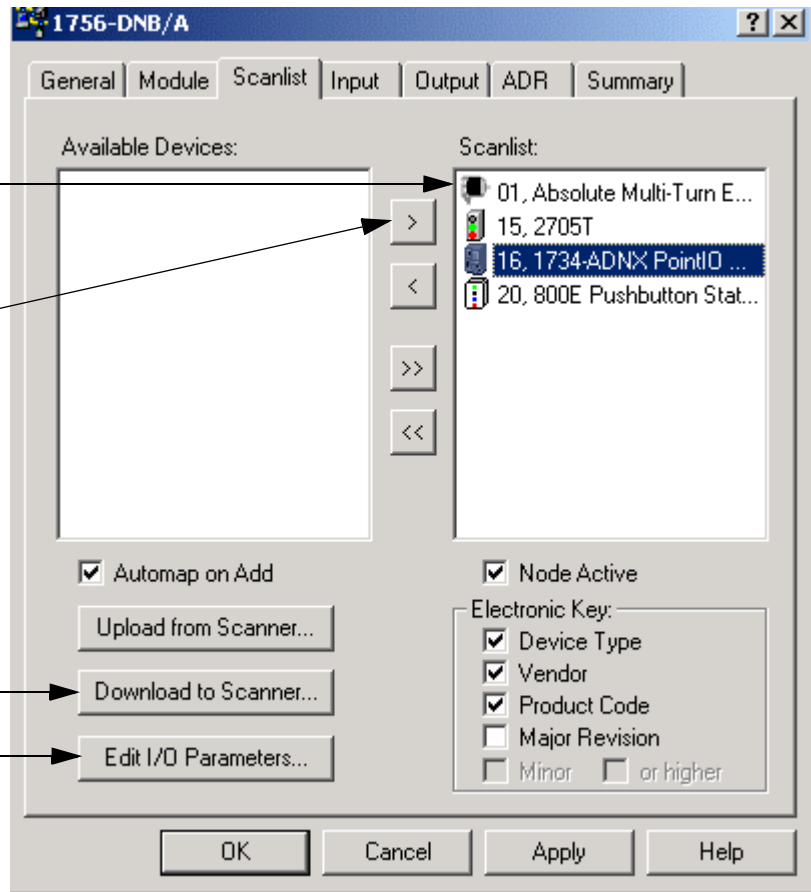 1756-DNB/A
General Module Scanlist Input Output ADR Summary
Available Devices:
Scanlist:
01, Absolute Multi-Turn E...
15, 2705T
16, 1734-ADNX PointIO ...
20, 800E Pushbutton Stat...
>
<
>>
<<
Automap on Add
Upload from Scanner...
Download to Scanner...
Edit I/O Parameters...
Node Active
Electronic Key:
Device Type
Vendor
Product Code
Major Revision
Minor or higher
OK Cancel Apply Help